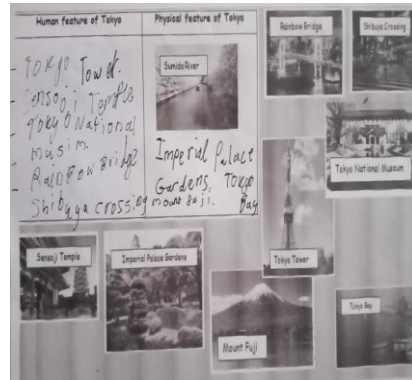 Human feature of Tokyo
Physical feature of Tokyo
- Tokyo Tower.
- Sensoji Temple
- Tokyo National
musim.
- Rainbow Bridge
Shibuya crossing
Sumida River
Imperial Palace
Gardens, Tokyo
mount Fuji. Bay
Rainbow Bridge
Shibuya Crossing
Tokyo National Museum
Tokyo Tower
Sensoji Temple
Imperial Palace Gardens
Mount Fuji
Tokyo Bay